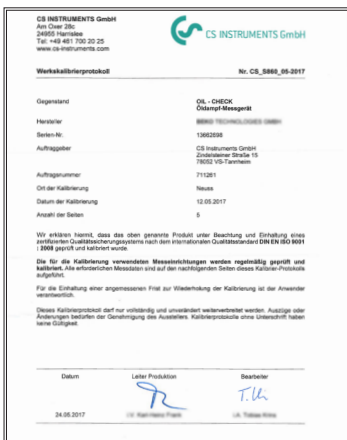 CS INSTRUMENTS GmbH
Am Oxer 28c
24955 Harrislee
Tel: +49 461 700 20 25
www.cs-instruments.com
CS INSTRUMENTS GmbH
Werkskalibrierprotokoll Nr. CS_S860_05-2017
Gegenstand OIL - CHECK
Öldampf-Messgerät
Hersteller
Serien-Nr. 13662698
Auftraggeber CS Instruments GmbH
Zindelsteiner Straße 15
78052 VS-Tannheim
Auftragsnummer 711261
Ort der Kalibrierung Neuss
Datum der Kalibrierung 12.05.2017
Anzahl der Seiten 5
Wir erklären hiermit, dass das oben genannte Produkt unter Beachtung und Einhaltung eines
zertifizierten Qualitätssicherungssystems nach dem internationalen Qualitätsstandard DIN EN ISO 9001
: 2008 geprüft und kalibriert wurde.
Die für die Kalibrierung verwendeten Messeinrichtungen werden regelmäßig geprüft und
kalibriert. Alle erforderlichen Messdaten sind auf den nachfolgenden Seiten dieses Kalibrier-Protokolls
aufgeführt.
Für die Einhaltung einer angemessenen Frist zur Wiederholung der Kalibrierung ist der Anwender
verantwortlich.
Dieses Kalibrierprotokoll darf nur vollständig und unverändert weiterverbreitet werden. Auszüge oder
Änderungen bedürfen der Genehmigung des Ausstellers. Kalibrierprotokolle ohne Unterschrift haben
keine Gültigkeit.
Datum Leiter Produktion Bearbeiter
24.05.2017